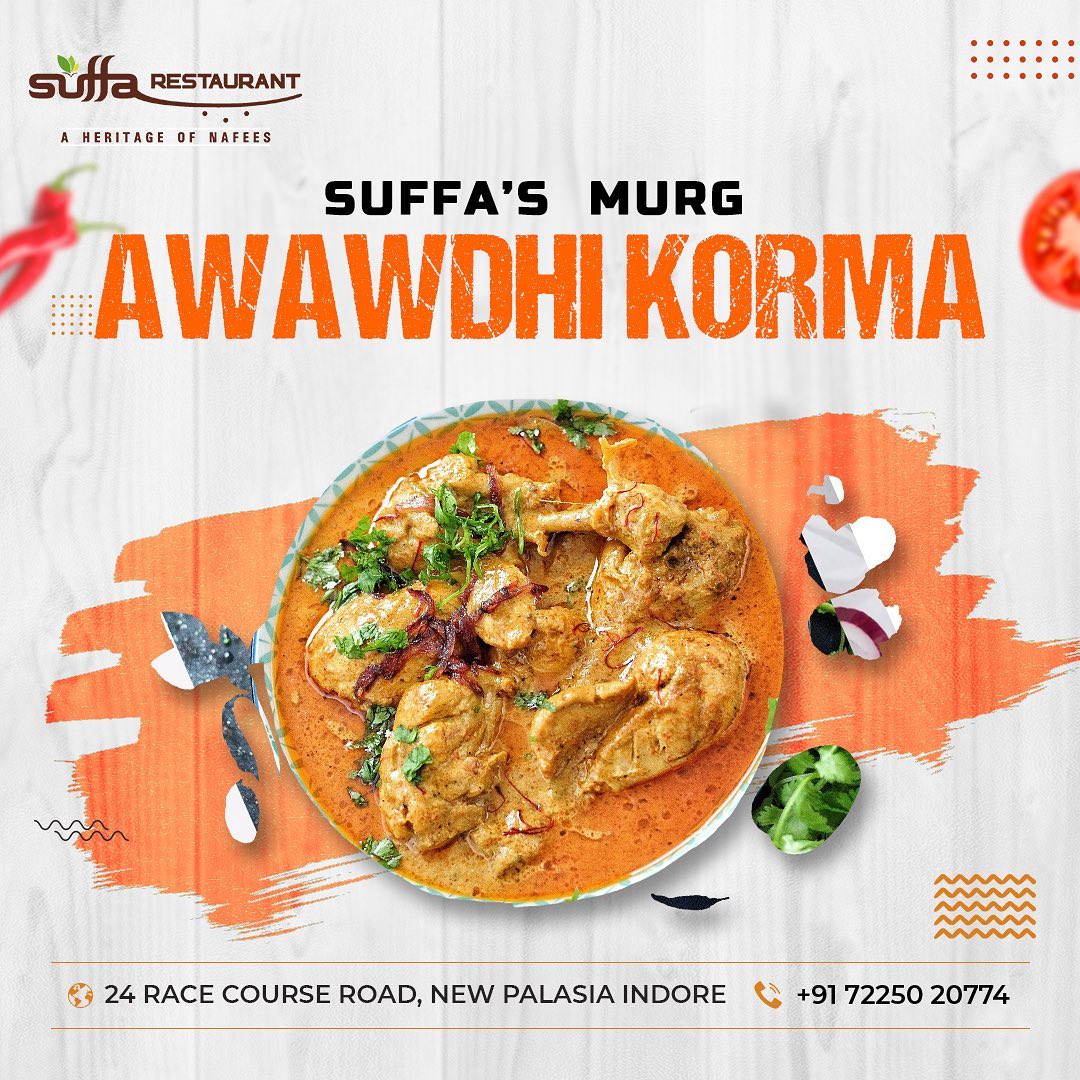 suffa RESTAURANT
A HERITAGE OF NAFEES
SUFFA'S MURG
AWAWDHI KORMA
24 RACE COURSE ROAD, NEW PALASIA INDORE
+91 72250 20774